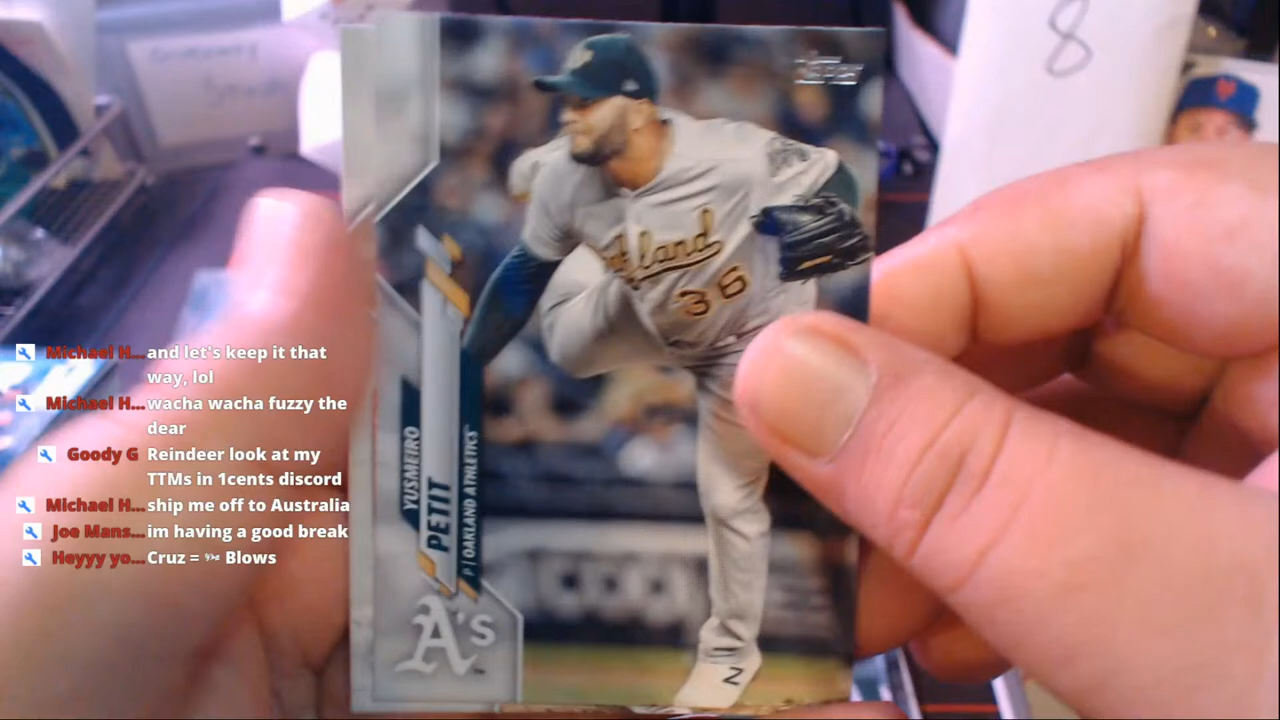 8
Topps
Oakland
36
YUSMEIRO
PETIT
P | OAKLAND ATHLETICS
A's
Michael H... and let's keep it that
way, lol
Michael H... wacha wacha fuzzy the
dear
Goody G Reindeer look at my
TTMs in 1cents discord
Michael H... ship me off to Australia
Joe Mans... im having a good break
Heyyy yo... Cruz = Blows